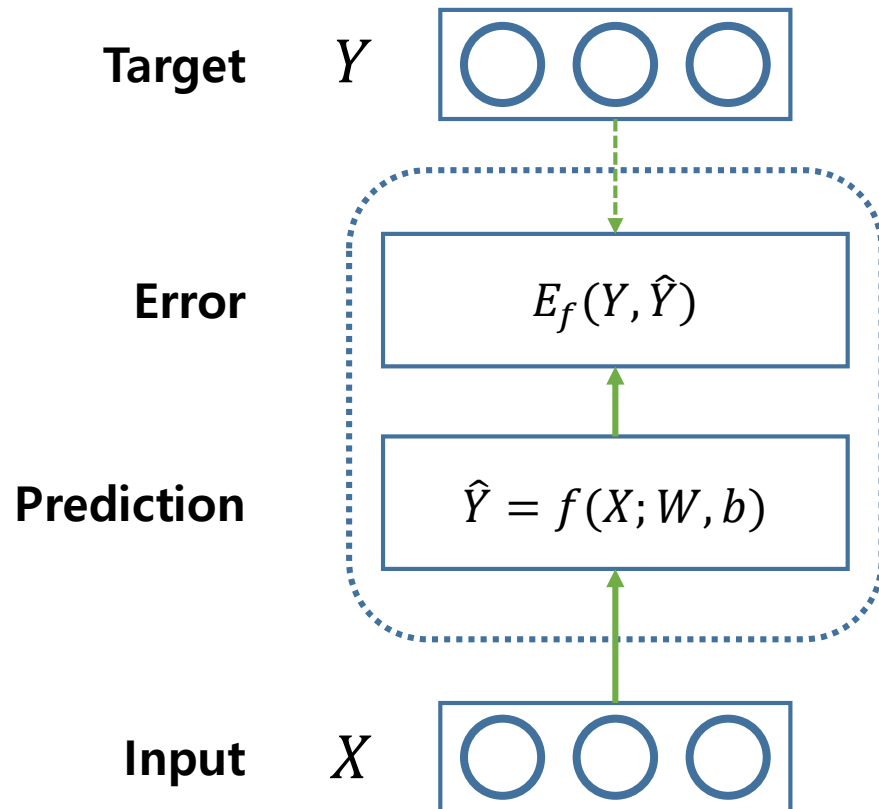 Target Y
Error E_f(Y, Ŷ)
Prediction Ŷ = f(X; W, b)
Input X